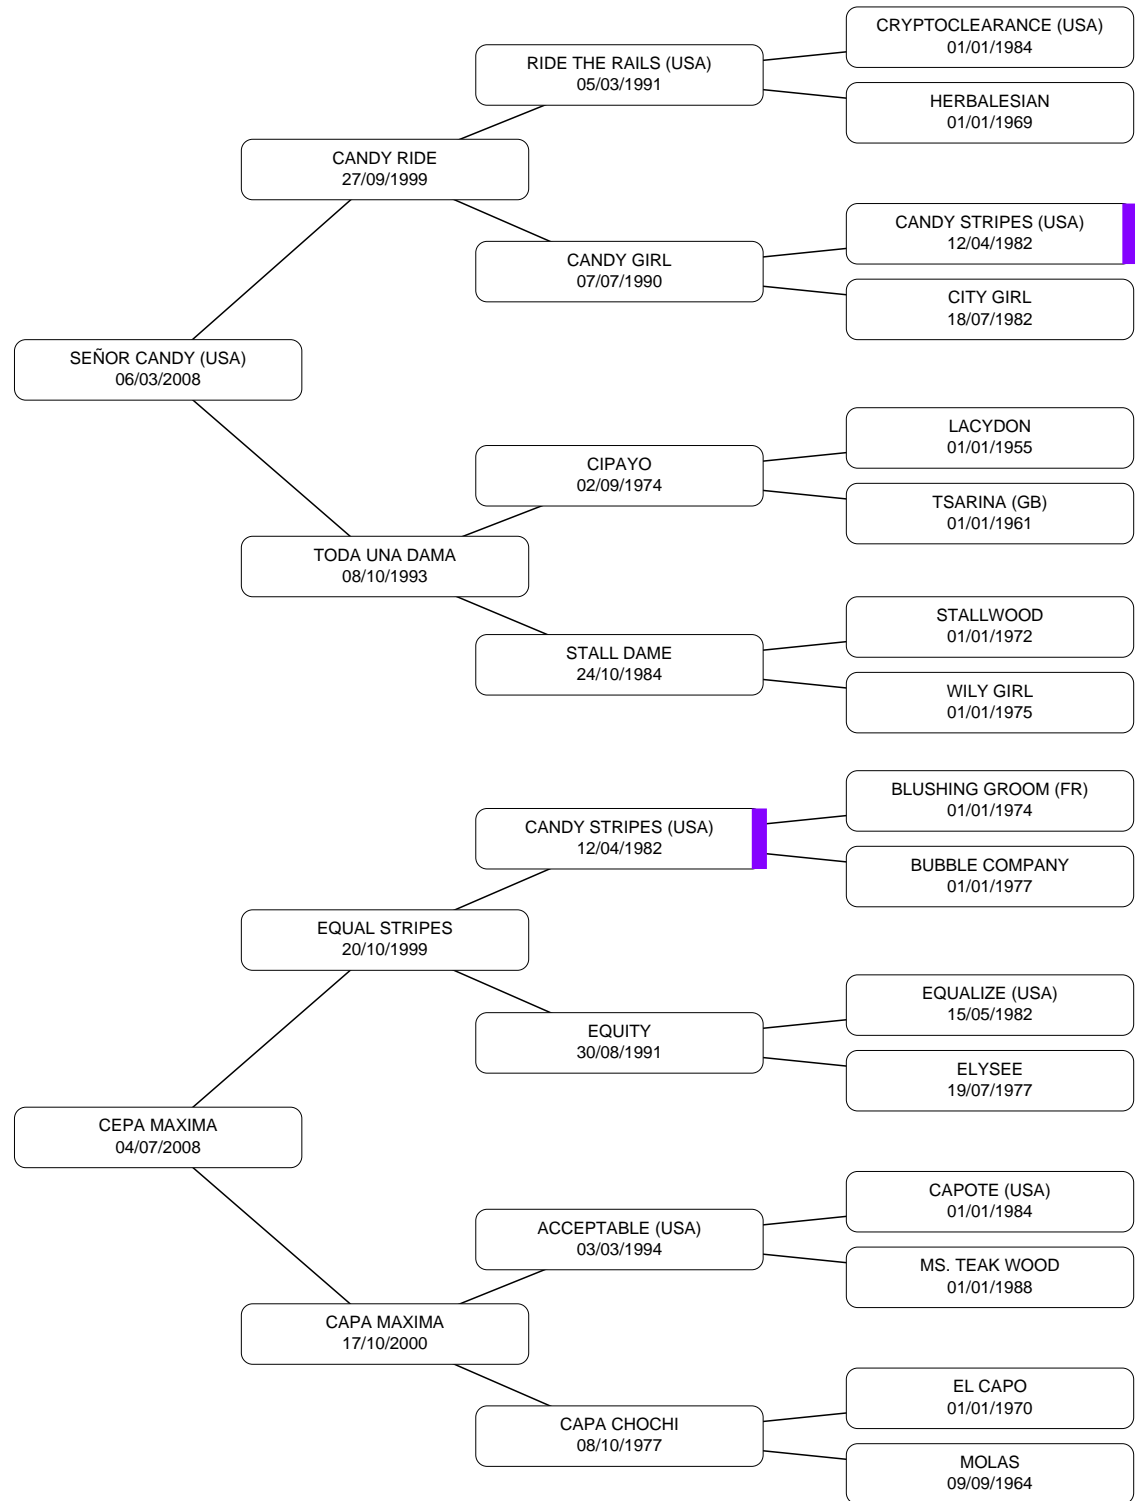 CRYPTOCLEARANCE (USA)
01/01/1984
RIDE THE RAILS (USA)
05/03/1991
HERBALESIAN
01/01/1969
CANDY RIDE
27/09/1999
CANDY STRIPES (USA)
12/04/1982
CANDY GIRL
07/07/1990
CITY GIRL
18/07/1982
SEÑOR CANDY (USA)
06/03/2008
LACYDON
01/01/1955
CIPAYO
02/09/1974
TSARINA (GB)
01/01/1961
TODA UNA DAMA
08/10/1993
STALLWOOD
01/01/1972
STALL DAME
24/10/1984
WILY GIRL
01/01/1975
BLUSHING GROOM (FR)
01/01/1974
CANDY STRIPES (USA)
12/04/1982
BUBBLE COMPANY
01/01/1977
EQUAL STRIPES
20/10/1999
EQUALIZE (USA)
15/05/1982
EQUITY
30/08/1991
ELYSEE
19/07/1977
CEPA MAXIMA
04/07/2008
CAPOTE (USA)
01/01/1984
ACCEPTABLE (USA)
03/03/1994
MS. TEAK WOOD
01/01/1988
CAPA MAXIMA
17/10/2000
EL CAPO
01/01/1970
CAPA CHOCHI
08/10/1977
MOLAS
09/09/1964